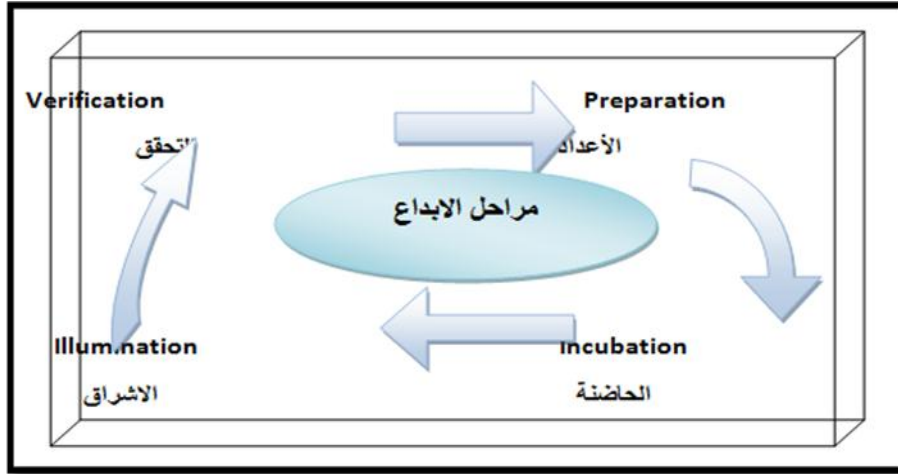 Verification
Preparation
التحقق
الأعداد
مراحل الابداع
Illumination
Incubation
الاشراق
الحاضنة